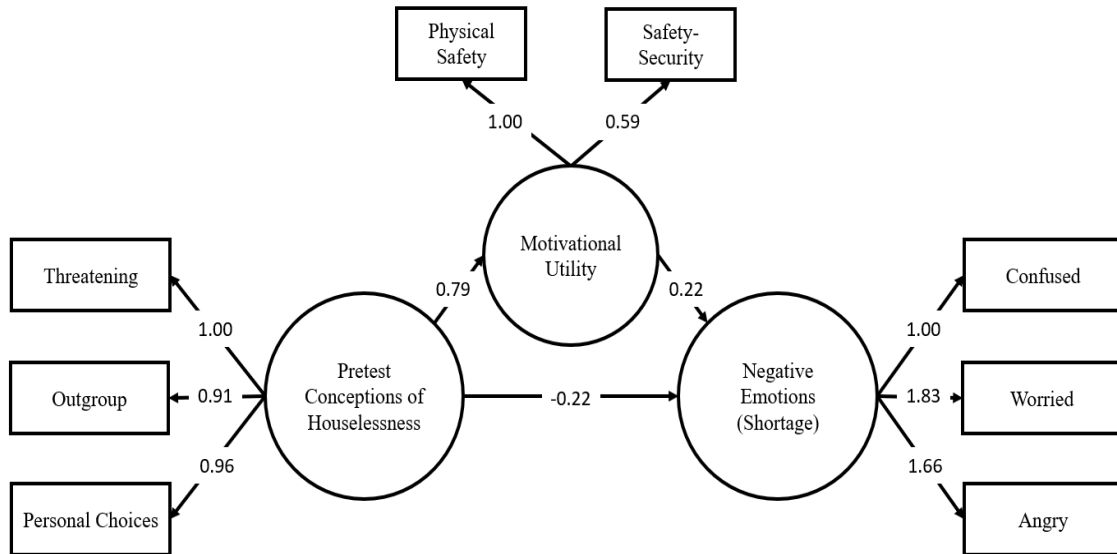 Physical
Safety
Safety-
Security
1.00
0.59
Motivational
Utility
Threatening
Confused
0.79
0.22
1.00
1.00
Pretest
Conceptions of
Houselessness
Negative
Emotions
(Shortage)
Outgroup
0.91
-0.22
1.83
Worried
0.96
1.66
Personal Choices
Angry